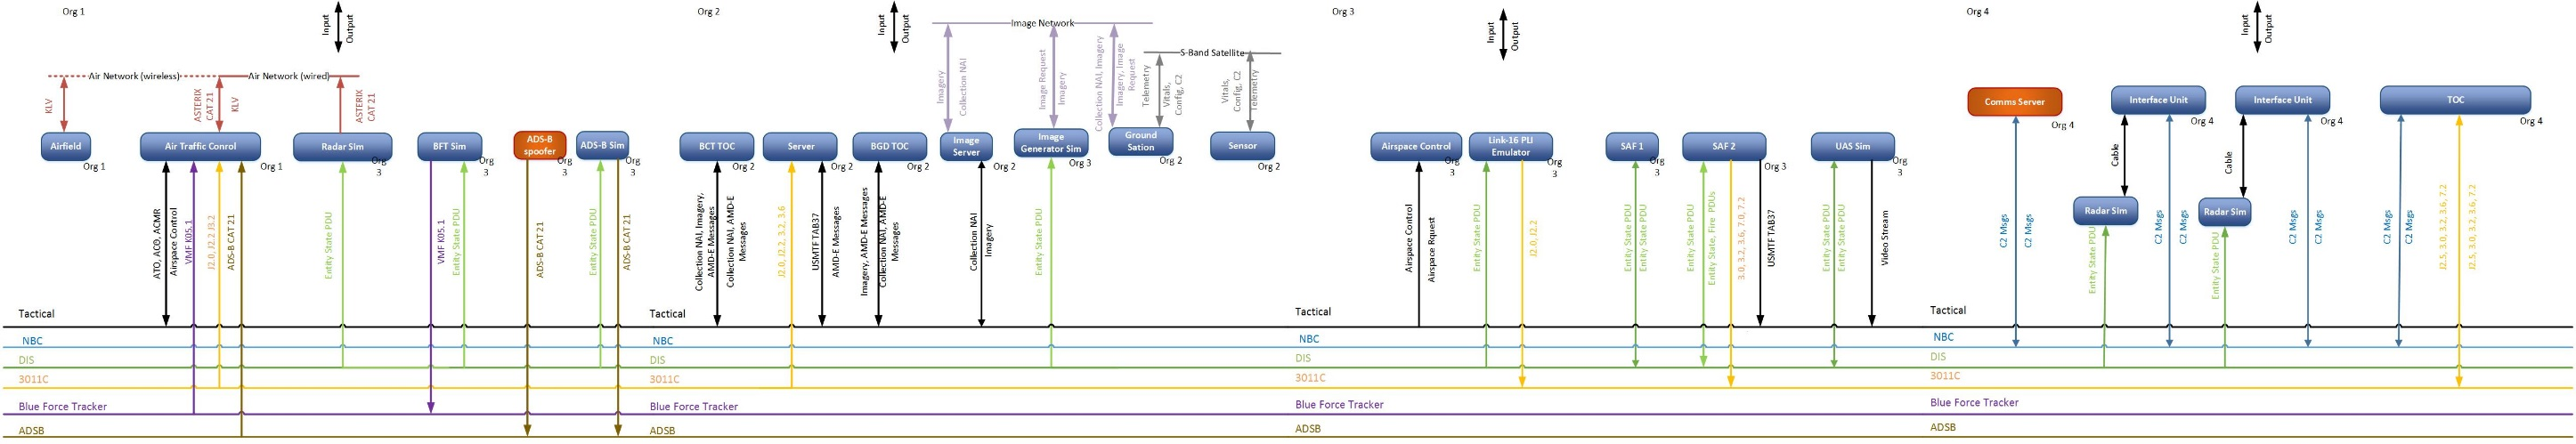 Org 1
Input
Output
Air Network (wireless)
Air Network (wired)
KLV
ASTERIX
CAT 21
KLV
ASTERIX
CAT 21
Airfield
Org 1
Air Traffic Conrol
Org 1
Radar Sim
Org
3
BFT Sim
Org
3
ADS-B
spoofer
Org
3
ADS-B Sim
Org
3
ATO, ACO, ACMR
Airspace Control
VMF K05.1
J2.0, J2.2 J3.2
ADS-B CAT 21
Entity State PDU
VMF K05.1
Entity State PDU
ADS-B CAT 21
Entity State PDU
ADS-B CAT 21
Tactical
NBC
DIS
3011C
Blue Force Tracker
ADSB
Org 2
Input
Output
Image Network
S-Band Satellite
Imagery
Collection NAI
Image Request
Imagery
Collection NAI, Imagery
Imagery, Image
Request
Telemetry
Vitals,
Config, C2
Vitals,
Config, C2
Telemetry
BCT TOC
Org 2
Server
Org 2
BGD TOC
Org 2
Image
Server
Org 2
Image
Generator Sim
Org 3
Ground
Sation
Org 2
Sensor
Org 2
Collection NAI, Imagery,
AMD-E Messages
Collection NAI, AMD-E
Messages
J2.0, J2.2, 3.2, 3.6
USMTF TAB37
AMD-E Messages
Imagery, AMD-E Messages
Collection NAI, AMD-E
Messages
Collection NAI
Imagery
Entity State PDU
Tactical
NBC
DIS
3011C
Blue Force Tracker
ADSB
Org 3
Input
Output
Airspace Control
Org
3
Link-16 PLI
Emulator
Org
3
SAF 1
Org
3
SAF 2
Org 3
UAS Sim
Org
3
Airspace Control
Airspace Rquest
Entity State PDU
J2.0, J2.2
Entity State PDU
Entity State PDU
Entity State PDU
Entity State, Fire PDUs
3.0, 3.2, 3.6, 7.0, 7.2
USMTF TAB37
Entity State PDU
Entity State PDU
Video Stream
Tactical
NBC
DIS
3011C
Blue Force Tracker
ADSB
Org 4
Input
Output
Comms Server
Org 4
Interface Unit
Org 4
Interface Unit
Org 4
TOC
Org 4
Cable
Cable
Radar Sim
Radar Sim
C2 Msgs
C2 Msgs
Entity State PDU
C2 Msgs
C2 Msgs
Entity State PDU
C2 Msgs
C2 Msgs
C2 Msgs
C2 Msgs
J2.5, 3.0, 3.2, 3.6, 7.2
J2.5, 3.0, 3.2, 3.6, 7.2
Tactical
NBC
DIS
3011C
Blue Force Tracker
ADSB